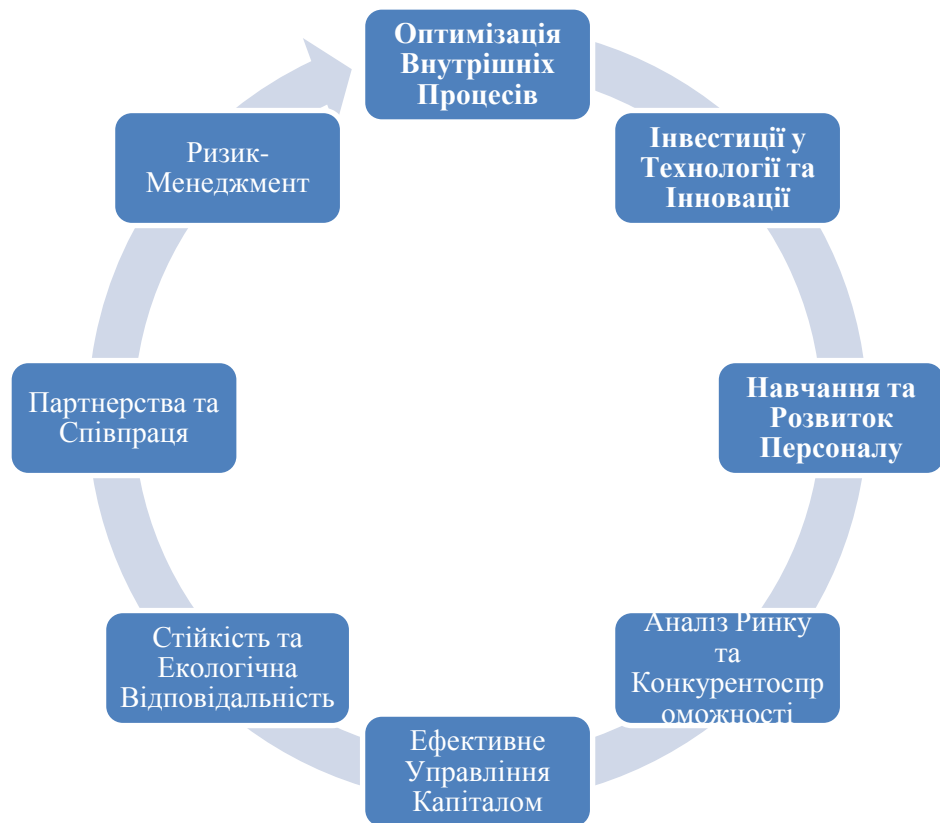 Оптимізація
Внутрішніх
Процесів
Інвестиції у
Технології та
Інновації
Навчання та
Розвиток
Персоналу
Аналіз Ринку
та
Конкурентоспр
оможності
Ефективне
Управління
Капіталом
Стійкість та
Екологічна
Відповідальність
Партнерства та
Співпраця
Ризик-
Менеджмент